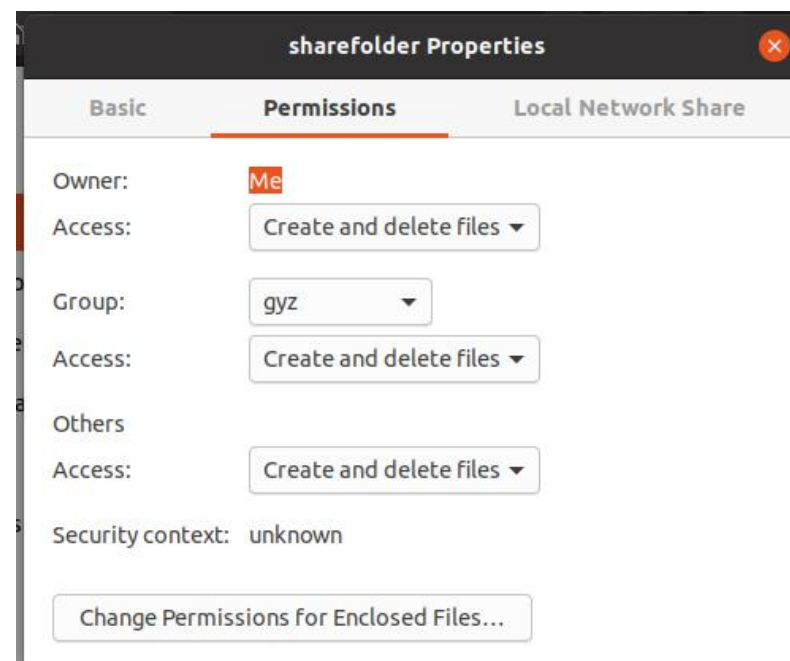 sharefolder Properties
Basic Permissions Local Network Share
Owner: Me
Access: Create and delete files
Group: gyz
Access: Create and delete files
Others
Access: Create and delete files
Security context: unknown
Change Permissions for Enclosed Files...